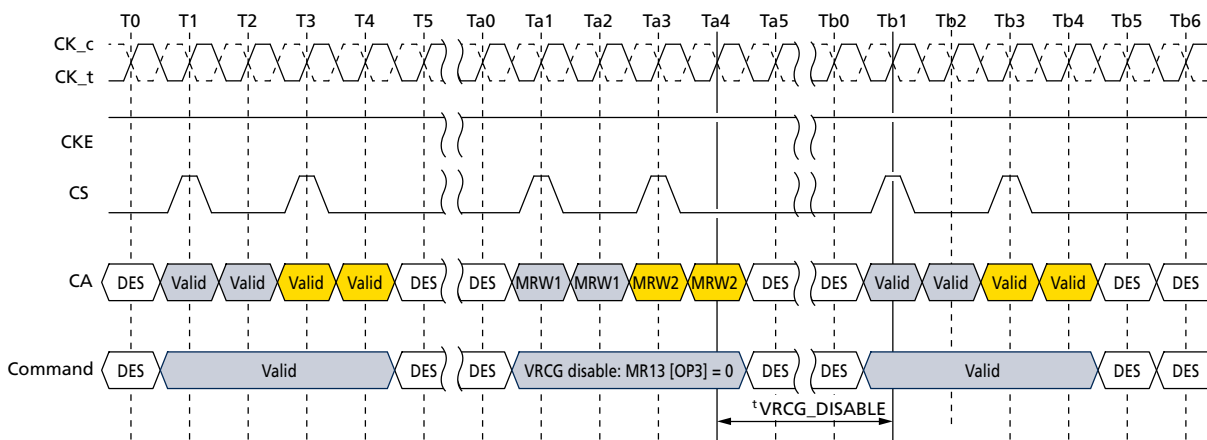 T0 T1 T2 T3 T4 T5 Ta0 Ta1 Ta2 Ta3 Ta4 Ta5 Tb0 Tb1 Tb2 Tb3 Tb4 Tb5 Tb6
CK_c
CK_t
CKE
CS
CA DES Valid Valid Valid Valid DES DES MRW1 MRW1 MRW2 MRW2 DES DES Valid Valid Valid Valid DES DES
Command DES Valid DES DES VRCG disable: MR13 [OP3] = 0 DES DES Valid DES DES
tVRCG_DISABLE